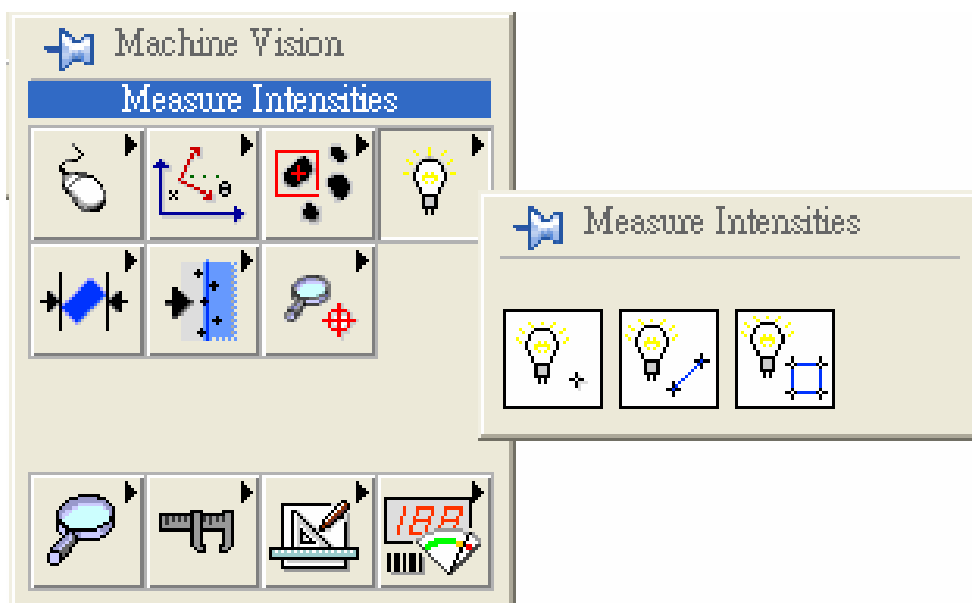 Machine Vision
Measure Intensities
x θ
Measure Intensities
188